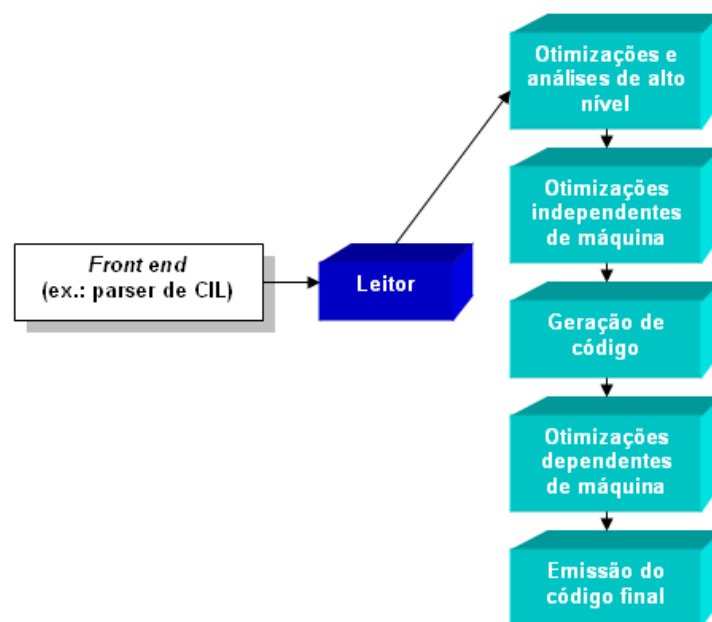 Otimizações e
análises de alto
nível
Otimizações
independentes
de máquina
Front end
(ex.: parser de CIL)
Leitor
Geração de
código
Otimizações
dependentes
de máquina
Emissão do
código final